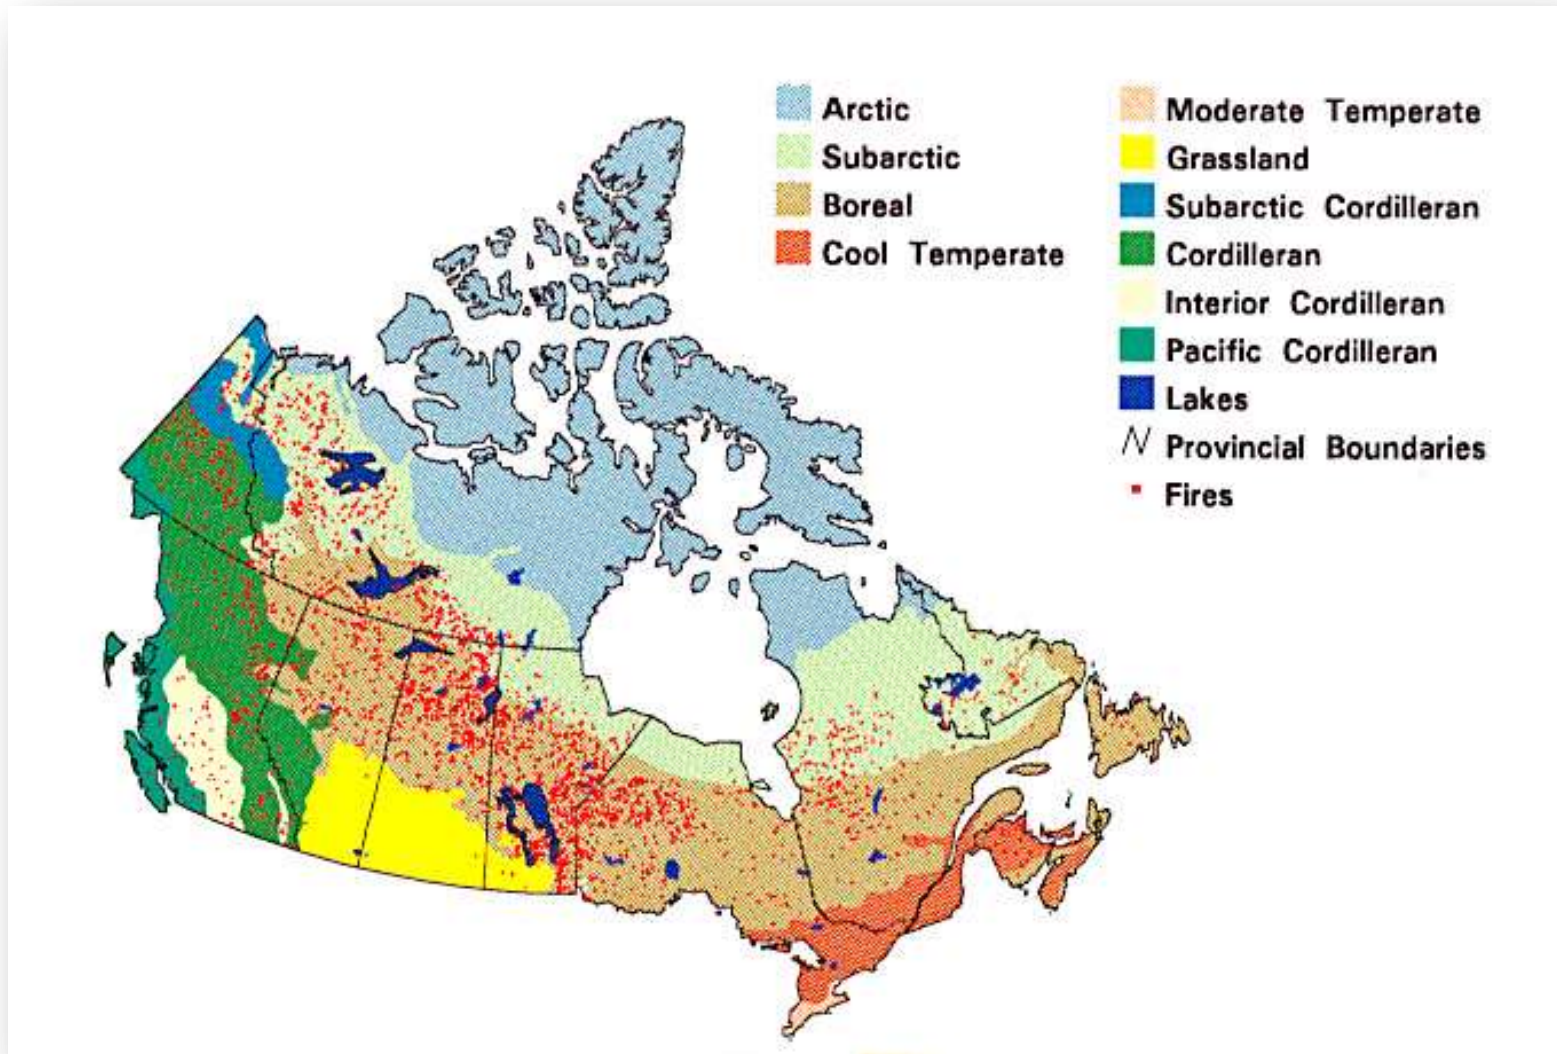 Arctic
Subarctic
Boreal
Cool Temperate
Moderate Temperate
Grassland
Subarctic Cordilleran
Cordilleran
Interior Cordilleran
Pacific Cordilleran
Lakes
Provincial Boundaries
Fires